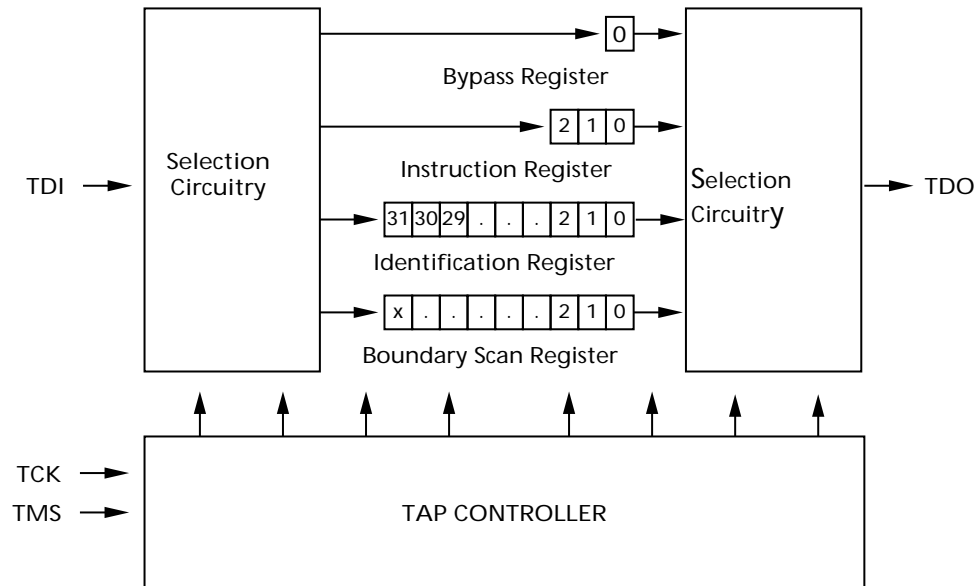 0
Bypass Register
2 1 0
Instruction Register
Selection
Circuitry
TDI
Selection
Circuitry
TDO
31 30 29 . . . 2 1 0
Identification Register
x . . . . . 2 1 0
Boundary Scan Register
TCK
TMS
TAP CONTROLLER